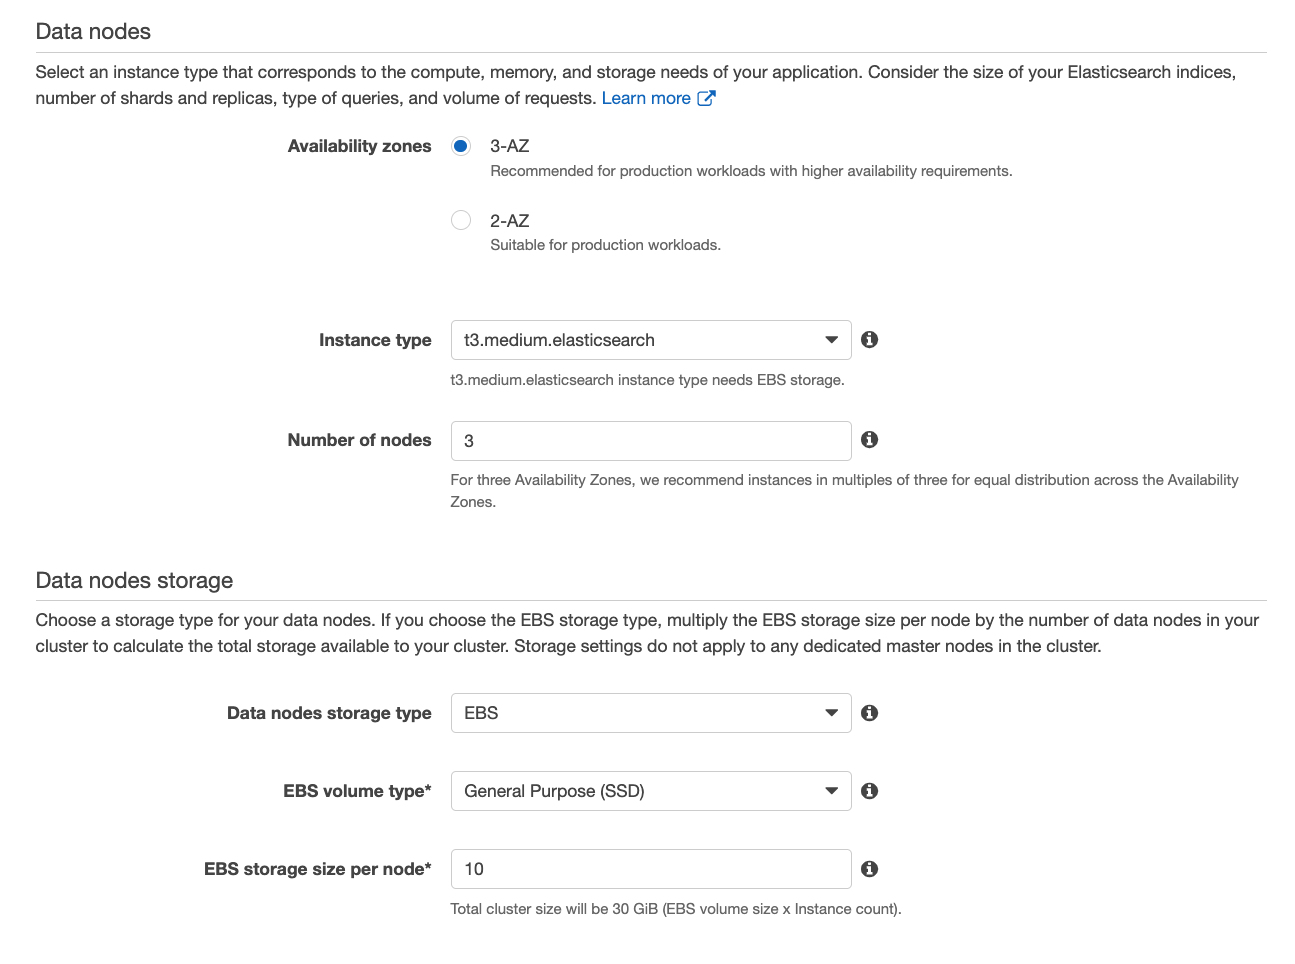 Data nodes
Select an instance type that corresponds to the compute, memory, and storage needs of your application. Consider the size of your Elasticsearch indices,
number of shards and replicas, type of queries, and volume of requests. Learn more
Availability zones
3-AZ
Recommended for production workloads with higher availability requirements.
2-AZ
Suitable for production workloads.
Instance type
t3.medium.elasticsearch
t3.medium.elasticsearch instance type needs EBS storage.
Number of nodes
3
For three Availability Zones, we recommend instances in multiples of three for equal distribution across the Availability
Zones.
Data nodes storage
Choose a storage type for your data nodes. If you choose the EBS storage type, multiply the EBS storage size per node by the number of data nodes in your
cluster to calculate the total storage available to your cluster. Storage settings do not apply to any dedicated master nodes in the cluster.
Data nodes storage type
EBS
EBS volume type*
General Purpose (SSD)
EBS storage size per node*
10
Total cluster size will be 30 GiB (EBS volume size x Instance count).